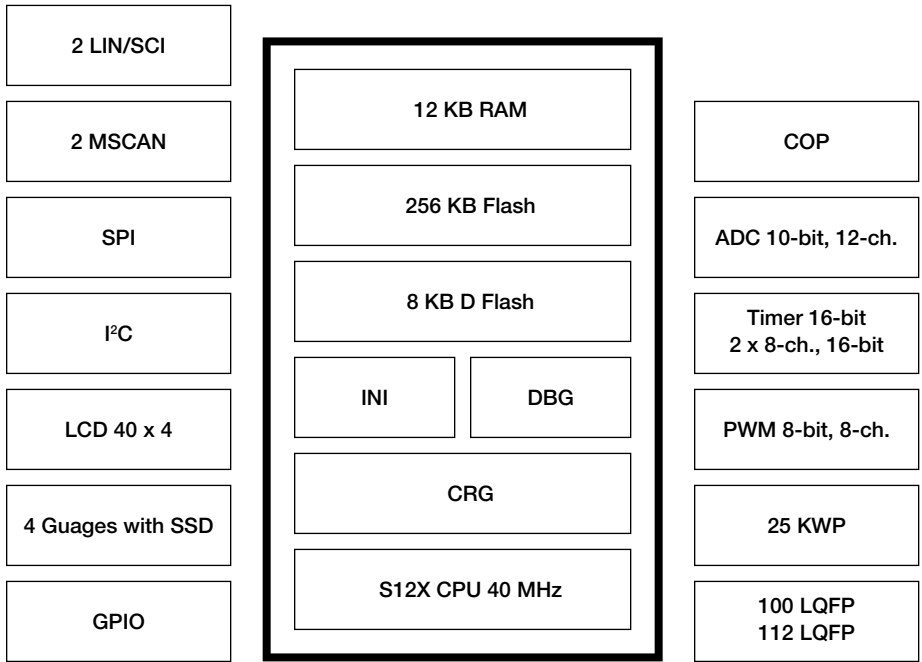 2 LIN/SCI
2 MSCAN
SPI
I²C
LCD 40 x 4
4 Guages with SSD
GPIO
12 KB RAM
256 KB Flash
8 KB D Flash
INI
DBG
CRG
S12X CPU 40 MHz
COP
ADC 10-bit, 12-ch.
Timer 16-bit
2 x 8-ch., 16-bit
PWM 8-bit, 8-ch.
25 KWP
100 LQFP
112 LQFP